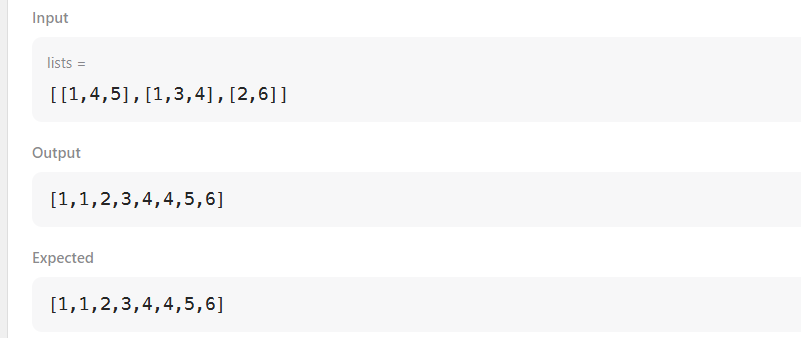 Input
lists =
[[1,4,5],[1,3,4],[2,6]]
Output
[1,1,2,3,4,4,5,6]
Expected
[1,1,2,3,4,4,5,6]